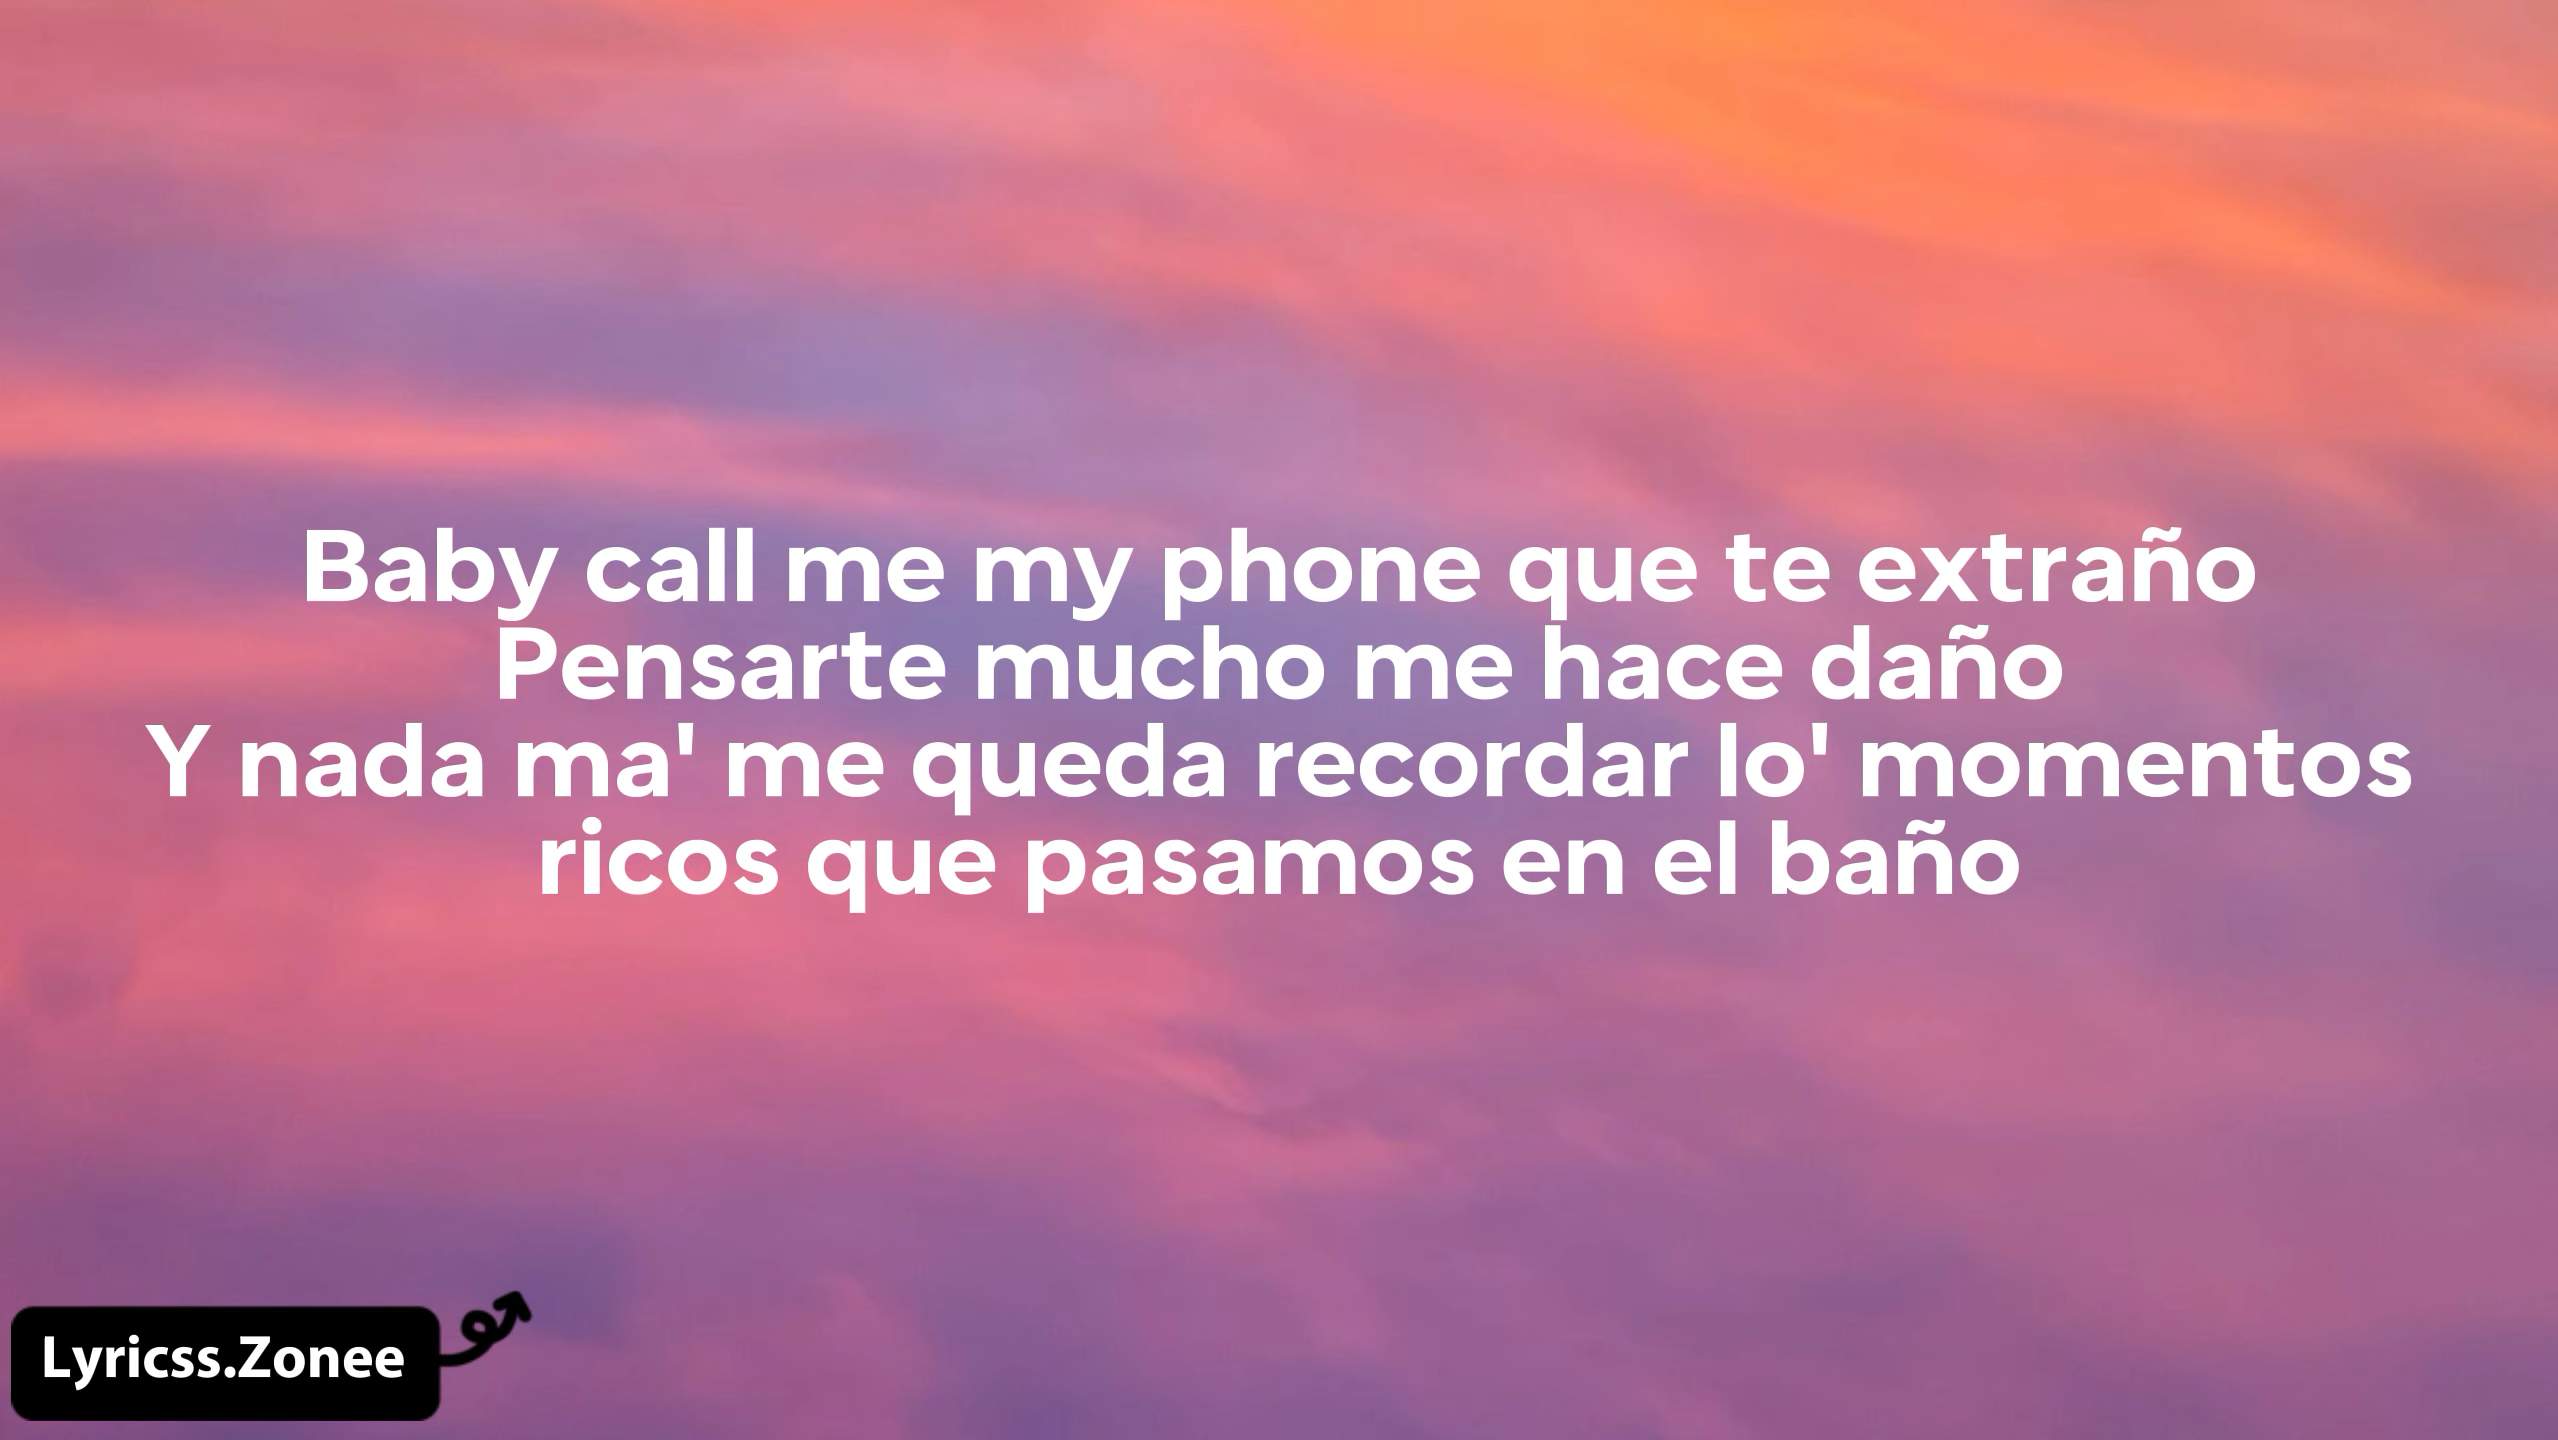 Baby call me my phone que te extraño
Pensarte mucho me hace daño
Y nada ma' me queda recordar lo' momentos
ricos que pasamos en el baño
Lyricss.Zonee